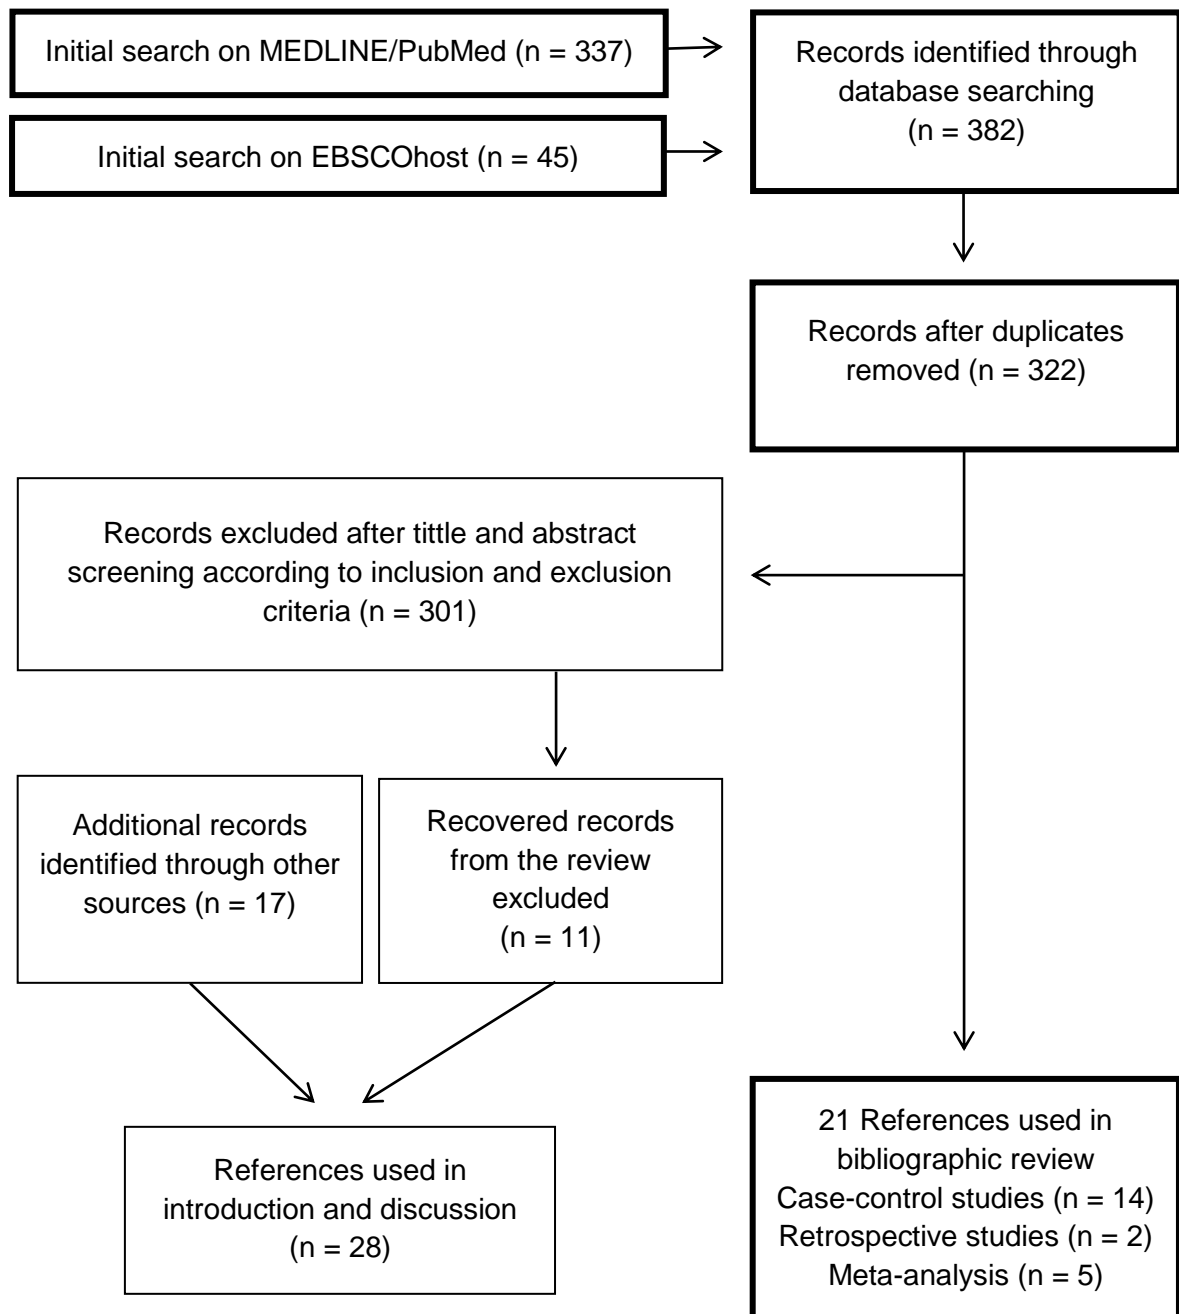 Initial search on MEDLINE/PubMed (n = 337)
Initial search on EBSCOhost (n = 45)
Records identified through
database searching
(n = 382)
Records after duplicates
removed (n = 322)
Records excluded after tittle and abstract
screening according to inclusion and exclusion
criteria (n = 301)
Additional records
identified through other
sources (n = 17)
Recovered records
from the review
excluded
(n = 11)
References used in
introduction and discussion
(n = 28)
21 References used in
bibliographic review
Case-control studies (n = 14)
Retrospective studies (n = 2)
Meta-analysis (n = 5)